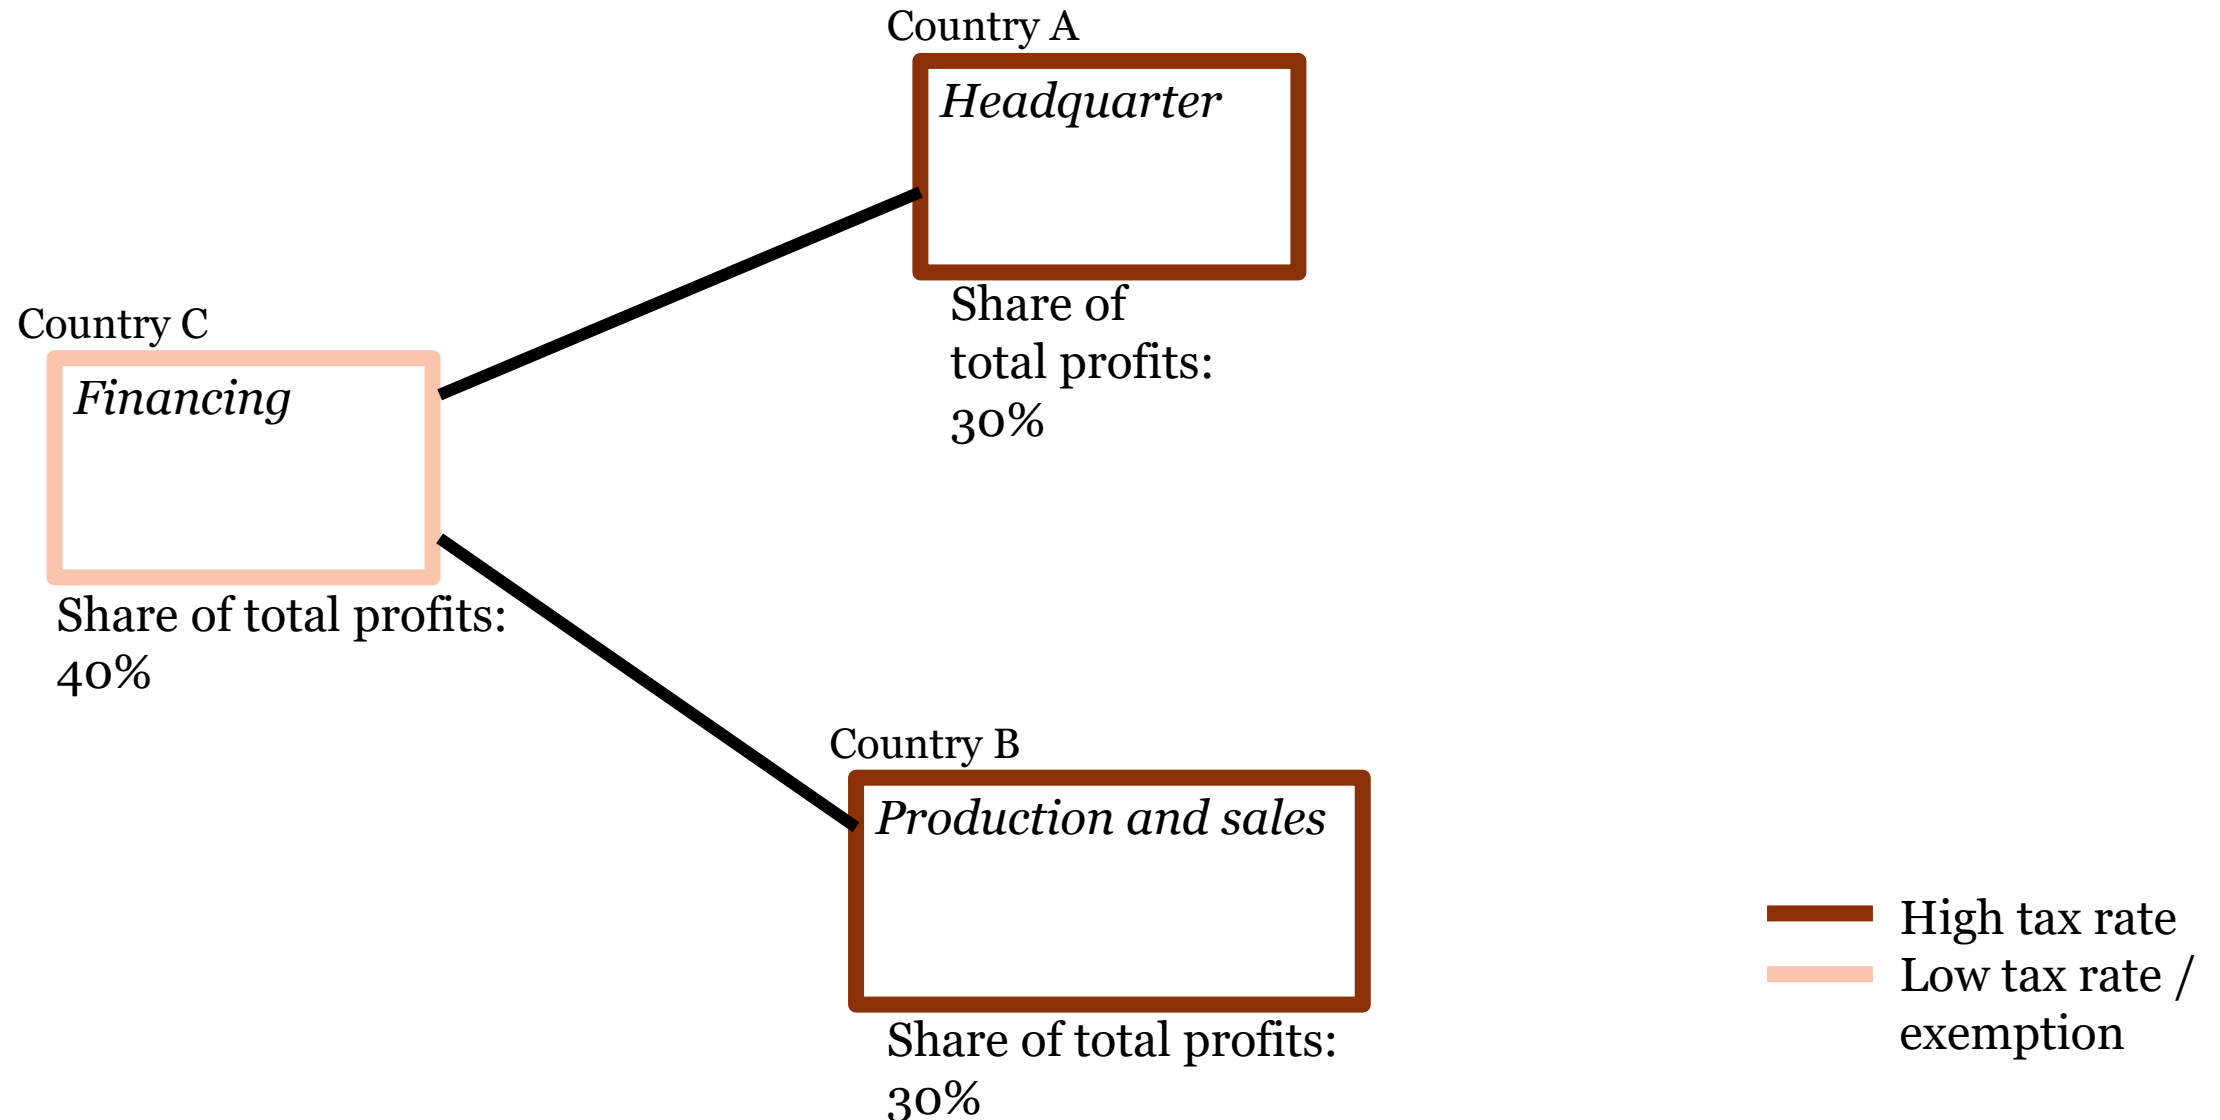 Country A
Headquarter
Share of
total profits:
30%
Country C
Financing
Share of total profits:
40%
Country B
Production and sales
Share of total profits:
30%
High tax rate
Low tax rate /
exemption